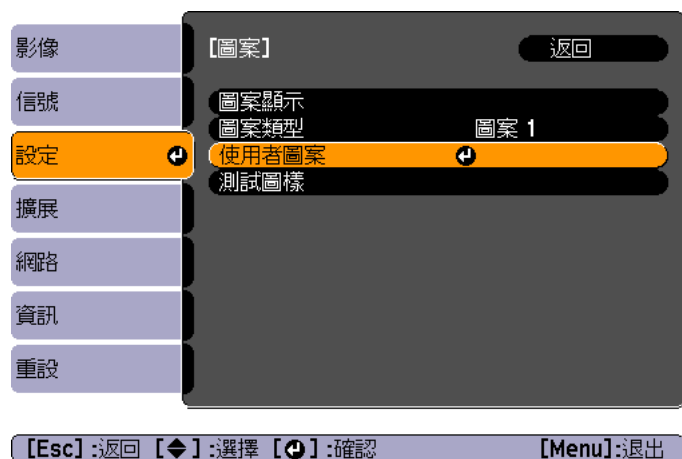 影像
信號
設定
擴展
網路
資訊
重設
[圖案]
返回
圖案顯示
圖案類型 圖案 1
使用者圖案
測試圖樣
[Esc] :返回 [◆] :選擇 [↵] :確認 [Menu]:退出